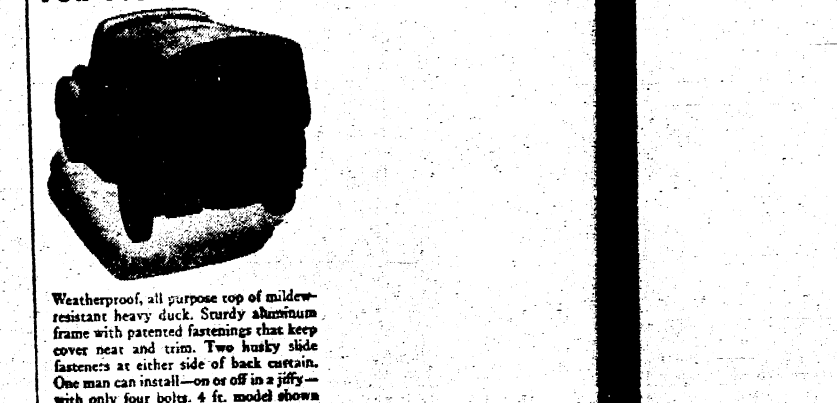 Weatherproof, all purpose top of mildew-
resistant heavy duck. Sturdy aluminum
frame with patented fastenings that keep
cover neat and trim. Two husky slide
fasteners at either side of back curtain.
One man can install—on or off in a jiffy—
with only four bolts. 4 ft. model shown